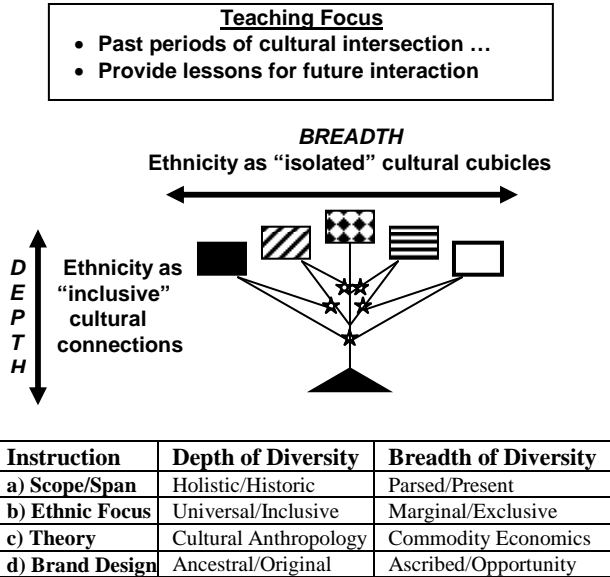 Teaching Focus
• Past periods of cultural intersection …
• Provide lessons for future interaction
BREADTH
Ethnicity as “isolated” cultural cubicles
DEPTH
Ethnicity as
“inclusive”
cultural
connections
Instruction Depth of Diversity Breadth of Diversity
a) Scope/Span Holistic/Historic Parsed/Present
b) Ethnic Focus Universal/Inclusive Marginal/Exclusive
c) Theory Cultural Anthropology Commodity Economics
d) Brand Design Ancestral/Original Ascribed/Opportunity